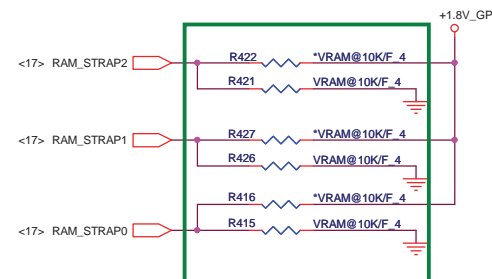 +1.8V_GP
R422 *VRAM@10K/F_4
<17> RAM_STRAP2
R421 VRAM@10K/F_4
R427 *VRAM@10K/F_4
<17> RAM_STRAP1
R426 VRAM@10K/F_4
R416 *VRAM@10K/F_4
R415 VRAM@10K/F_4
<17> RAM_STRAP0